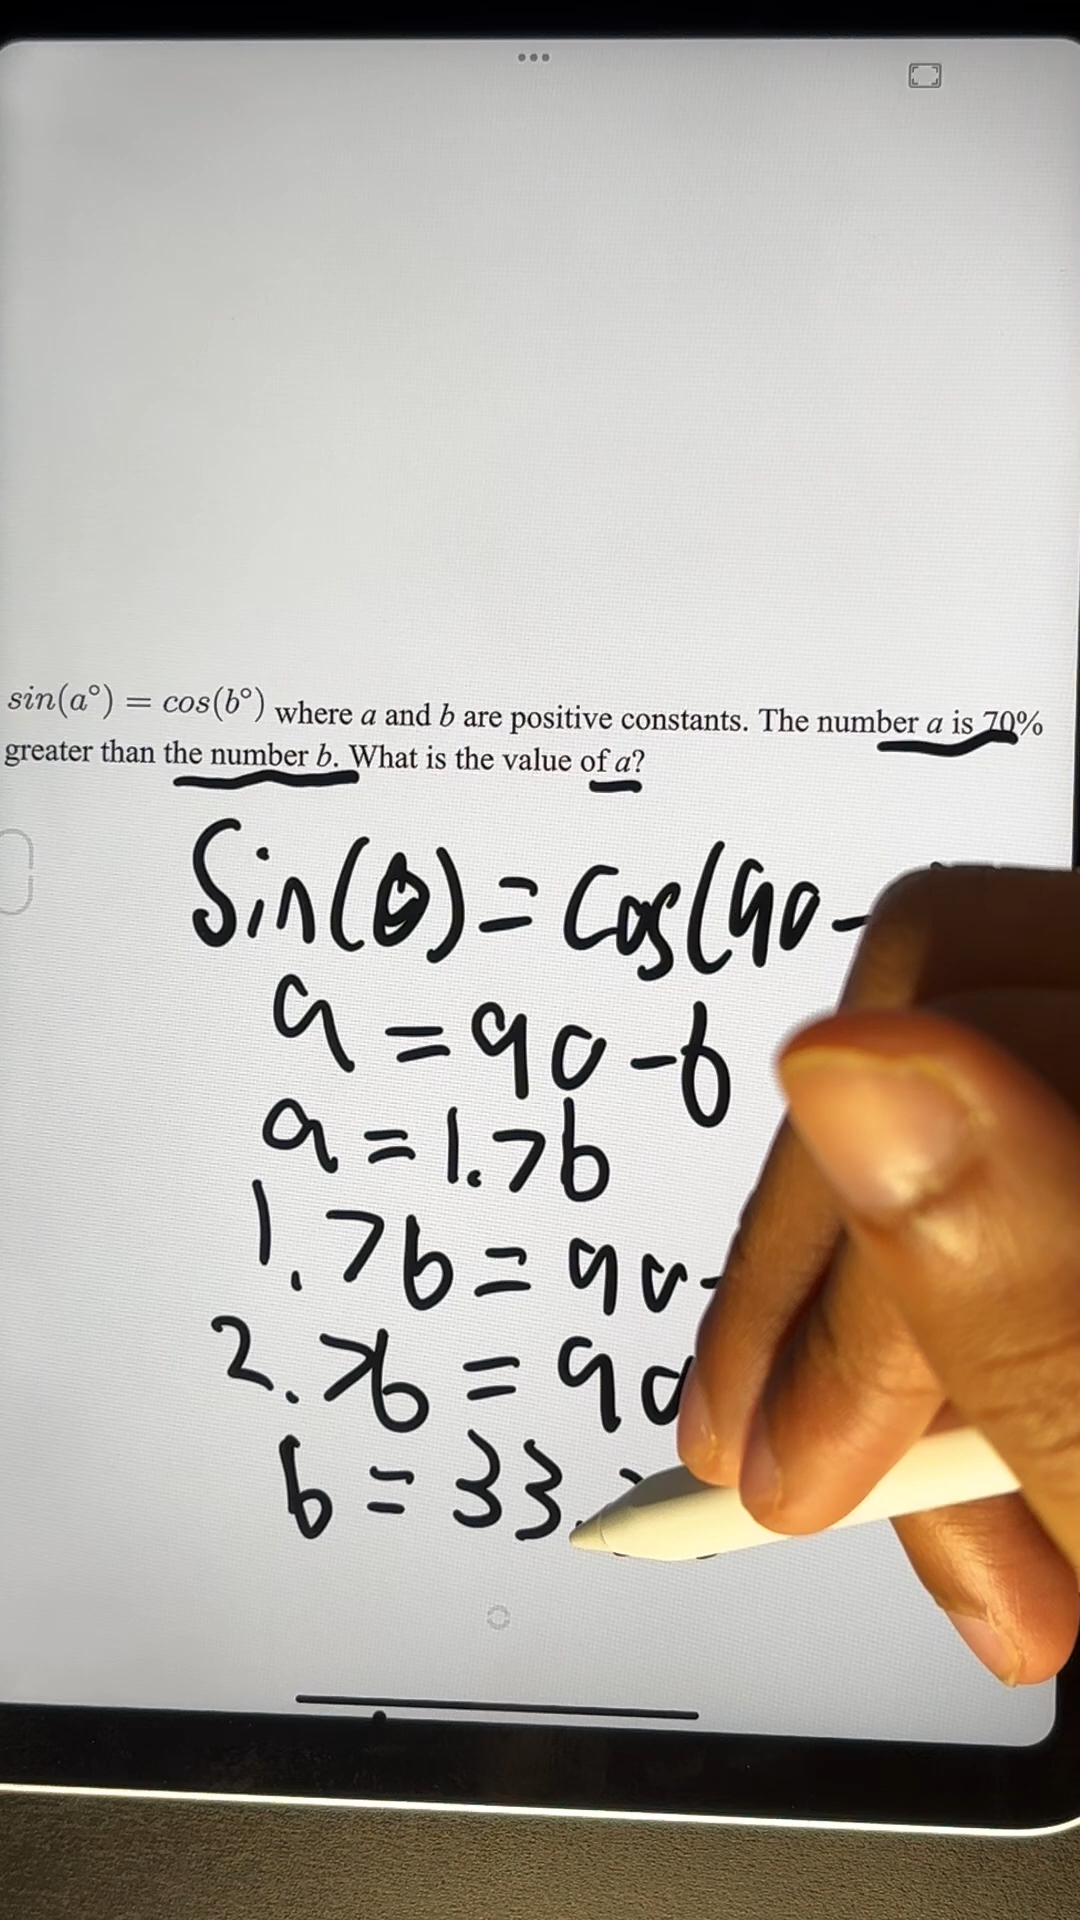 sin(a°) = cos(b°) where a and b are positive constants. The number a is 70%
greater than the number b. What is the value of a?
Sin(θ) = Cos(90 -
a = 90 - b
a = 1.7b
1.7b = 90 -
2.7b = 90
b = 33.